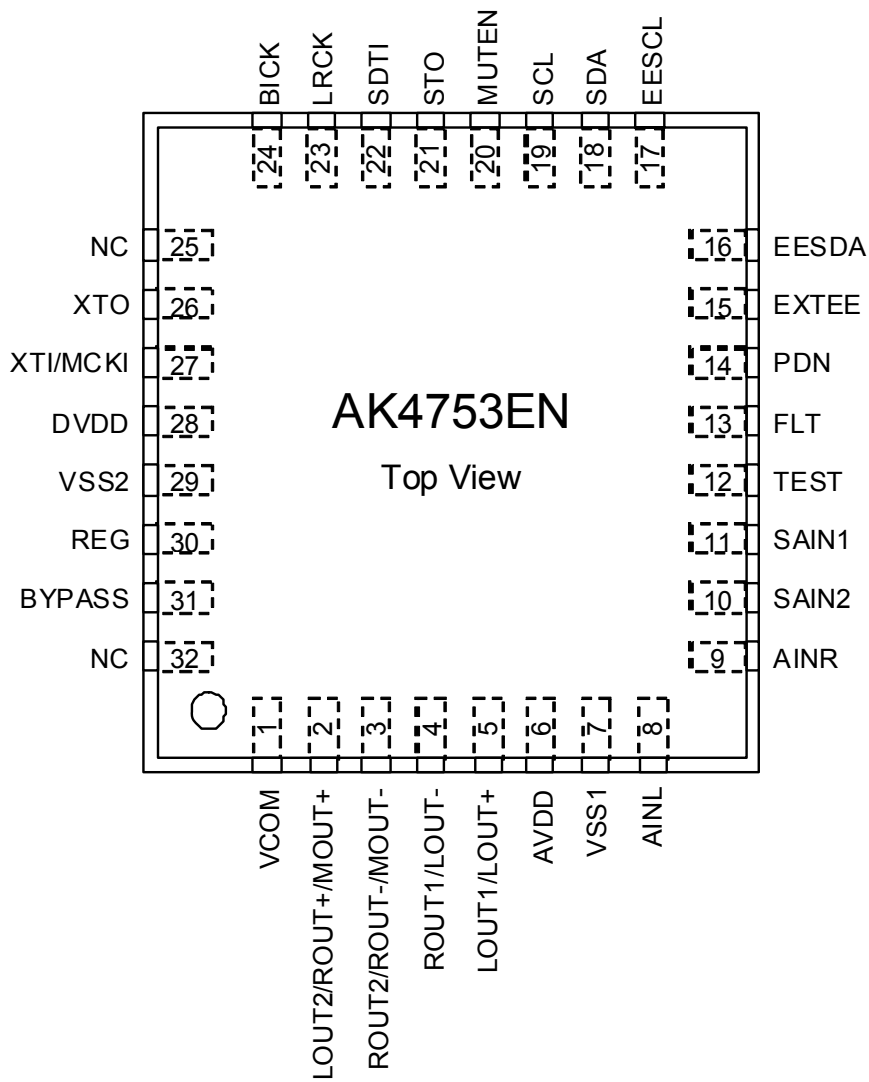 BICK
LRCK
SDTI
STO
MUTEN
SCL
SDA
EESCL
24
23
22
21
20
19
18
17
NC
25
XTO
26
XTI/MCKI
27
DVDD
28
VSS2
29
REG
30
BYPASS
31
NC
32
AK4753EN
Top View
16
EESDA
15
EXTEE
14
PDN
13
FLT
12
TEST
11
SAIN1
10
SAIN2
9
AINR
1
2
3
4
5
6
7
8
VCOM
LOUT2/ROUT+/MOUT+
ROUT2/ROUT-/MOUT-
ROUT1/LOUT-
LOUT1/LOUT+
AVDD
VSS1
AINL